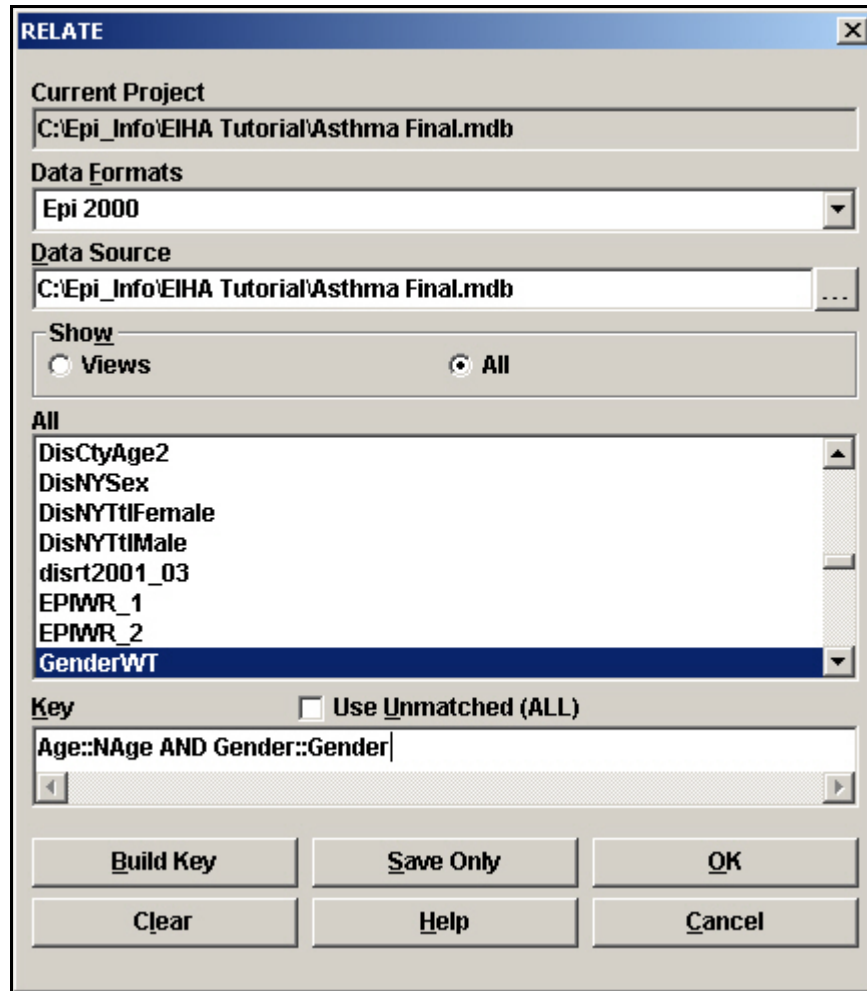 RELATE
Current Project
C:\Epi_Info\EIHA Tutorial\Asthma Final.mdb
Data Formats
Epi 2000
Data Source
C:\Epi_Info\EIHA Tutorial\Asthma Final.mdb
...
Show
Views All
All
DisCtyAge2
DisNYSex
DisNYTtlFemale
DisNYTtlMale
disrt2001_03
EPIWR_1
EPIWR_2
GenderWT
Key Use Unmatched (ALL)
Age::NAge AND Gender::Gender
Build Key Save Only OK
Clear Help Cancel